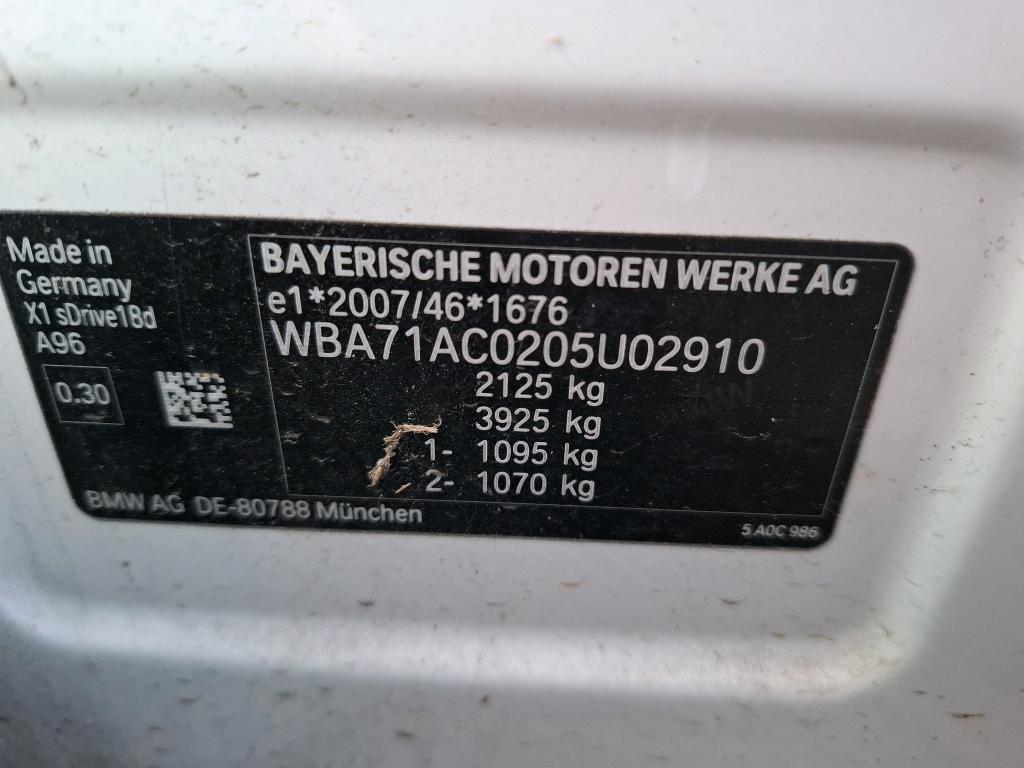 Made in
Germany
X1 sDrive18d
A96
0.30
BAYERISCHE MOTOREN WERKE AG
e1*2007/46*1676
WBA71AC0205U02910
2125 kg
3925 kg
1- 1095 kg
2- 1070 kg
BMW AG DE-80788 München
5 A0C 986